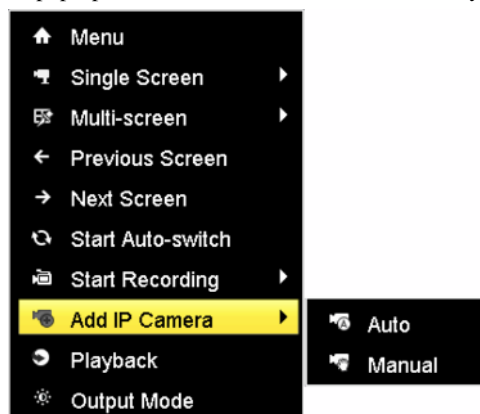 Menu
Single Screen
Multi-screen
Previous Screen
Next Screen
Start Auto-switch
Start Recording
Add IP Camera
Auto
Manual
Playback
Output Mode